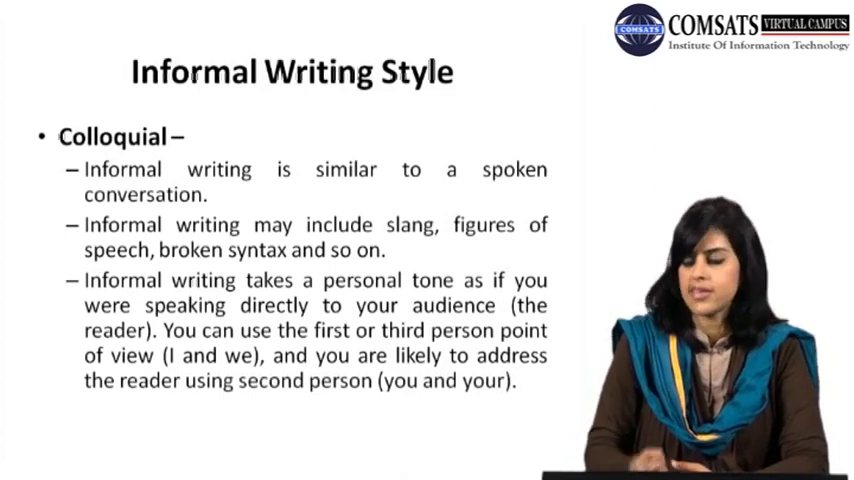 COMSATS VIRTUAL CAMPUS
COMSATS
Institute Of Information Technology
Informal Writing Style
• Colloquial –
– Informal writing is similar to a spoken
conversation.
– Informal writing may include slang, figures of
speech, broken syntax and so on.
– Informal writing takes a personal tone as if you
were speaking directly to your audience (the
reader). You can use the first or third person point
of view (I and we), and you are likely to address
the reader using second person (you and your).